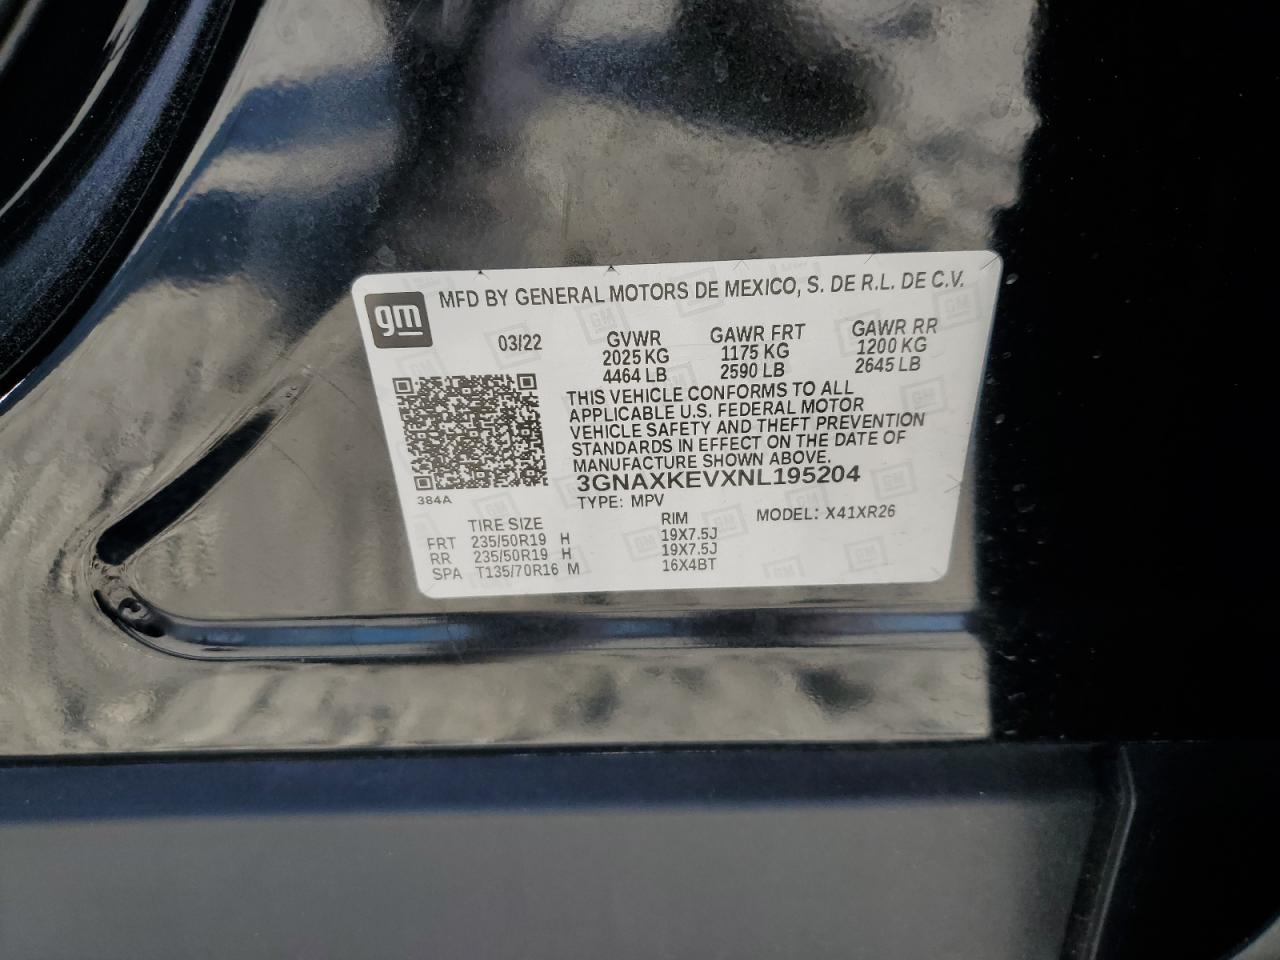 gm MFD BY GENERAL MOTORS DE MEXICO, S. DE R.L. DE C.V.
03/22 GVWR GAWR FRT GAWR RR
2025 KG 1175 KG 1200 KG
4464 LB 2590 LB 2645 LB
THIS VEHICLE CONFORMS TO ALL
APPLICABLE U.S. FEDERAL MOTOR
VEHICLE SAFETY AND THEFT PREVENTION
STANDARDS IN EFFECT ON THE DATE OF
MANUFACTURE SHOWN ABOVE.
3GNAXKEVXNL195204
384A TYPE: MPV
TIRE SIZE RIM MODEL: X41XR26
FRT 235/50R19 H 19X7.5J
RR 235/50R19 H 19X7.5J
SPA T135/70R16 M 16X4BT